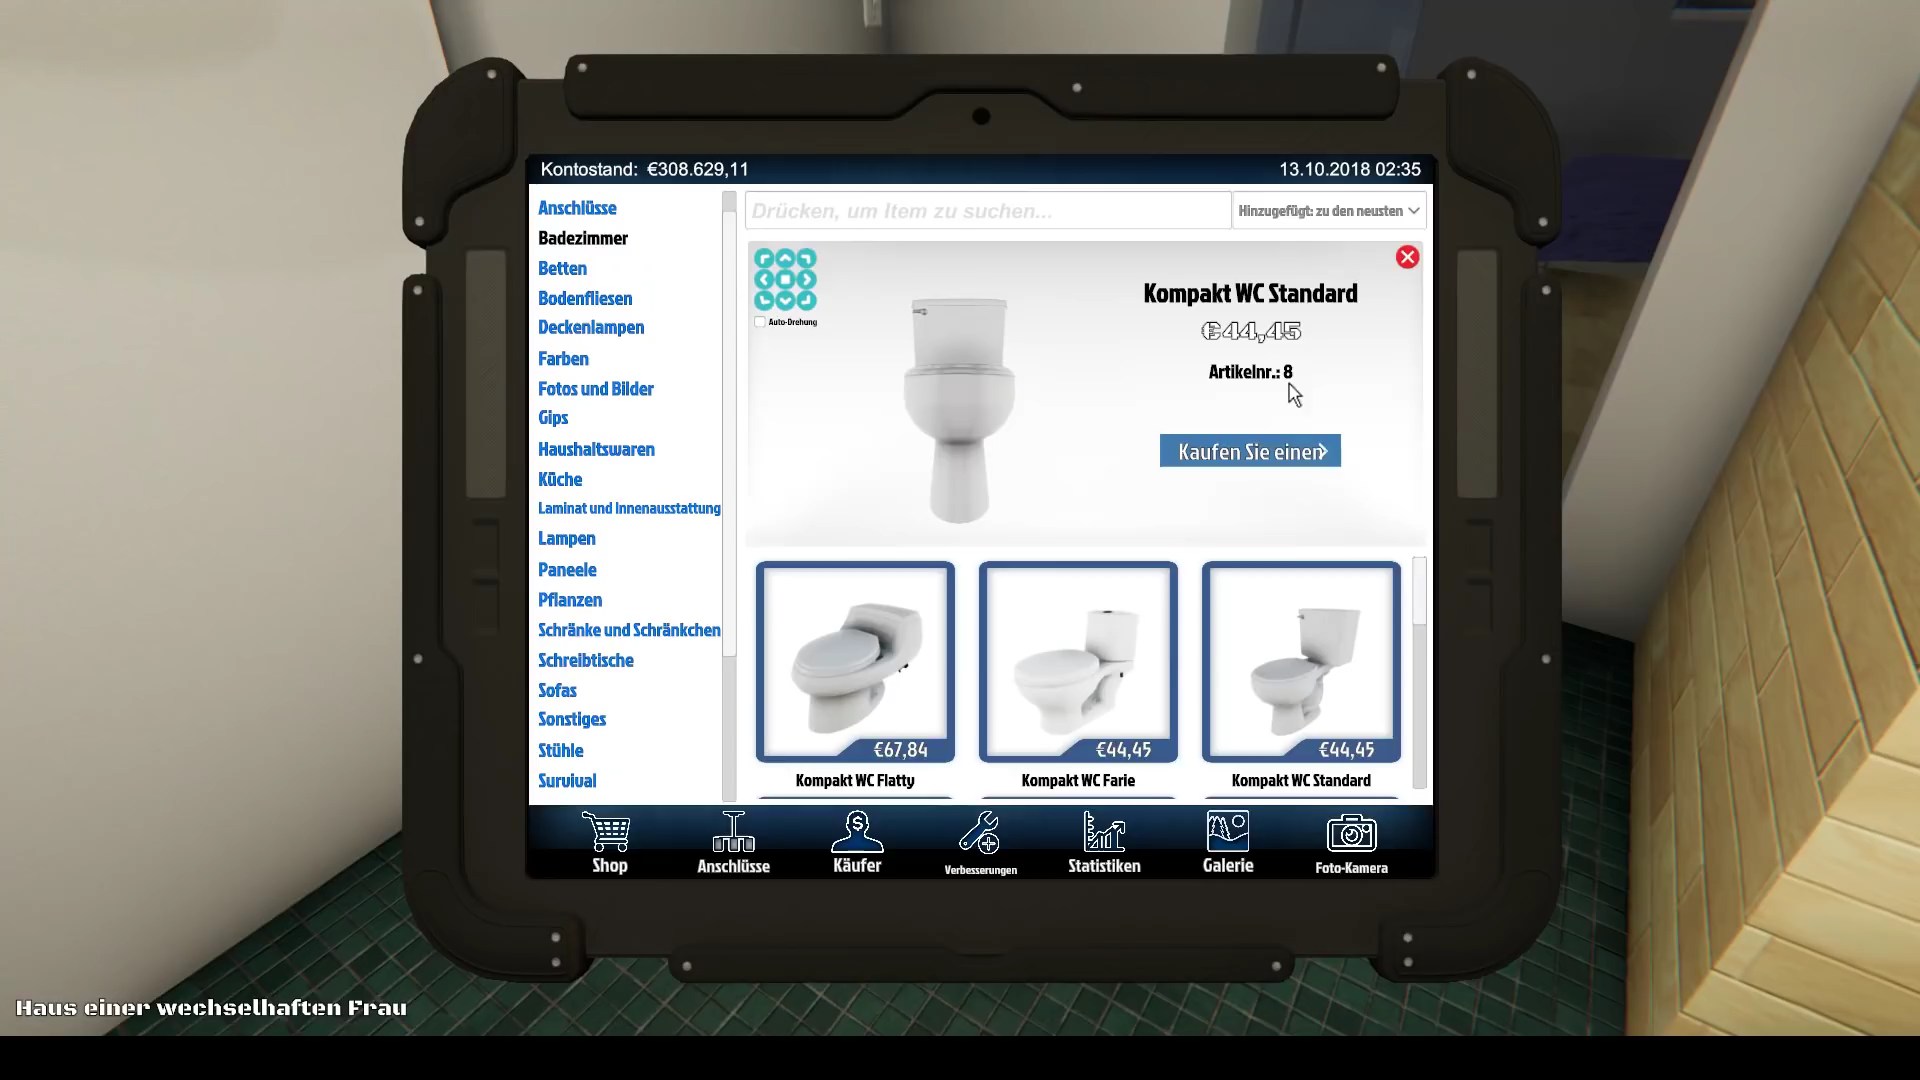 Kontostand: €308.629,11
13.10.2018 02:35
Anschlüsse
Badezimmer
Betten
Bodenfliesen
Deckenlampen
Farben
Fotos und Bilder
Gips
Haushaltswaren
Küche
Laminat und Innenausstattung
Lampen
Paneele
Pflanzen
Schränke und Schränkchen
Schreibtische
Sofas
Sonstiges
Stühle
Survival
Drücken, um Item zu suchen...
Hinzugefügt: zu den neusten
Auto-Drehung
Kompakt WC Standard
€44,45
Artikelnr.: 8
Kaufen Sie einen
€67,84
€44,45
€44,45
Kompakt WC Flatty
Kompakt WC Farie
Kompakt WC Standard
Shop
Anschlüsse
Käufer
Verbesserungen
Statistiken
Galerie
Foto-Kamera
Haus einer wechselhaften Frau